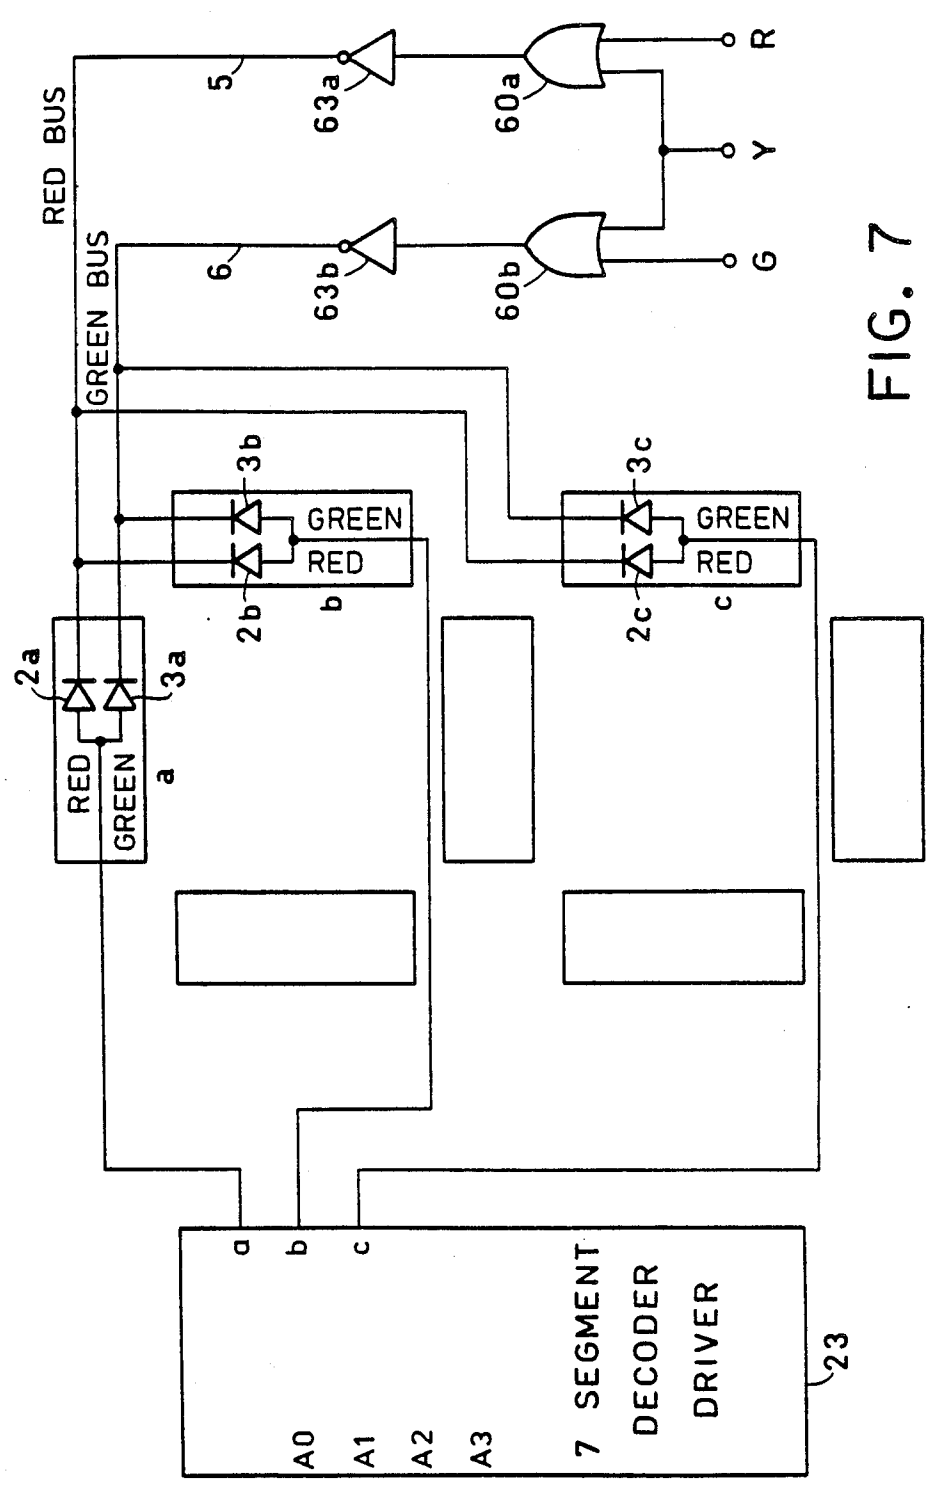 RED BUS
GREEN BUS
5
6
63a
63b
60a
60b
R
Y
G
2a
3a
RED
GREEN
a
2b
3b
GREEN
RED
b
2c
3c
GREEN
RED
c
a
b
c
A0
A1
A2
A3
7 SEGMENT
DECODER
DRIVER
23
FIG. 7